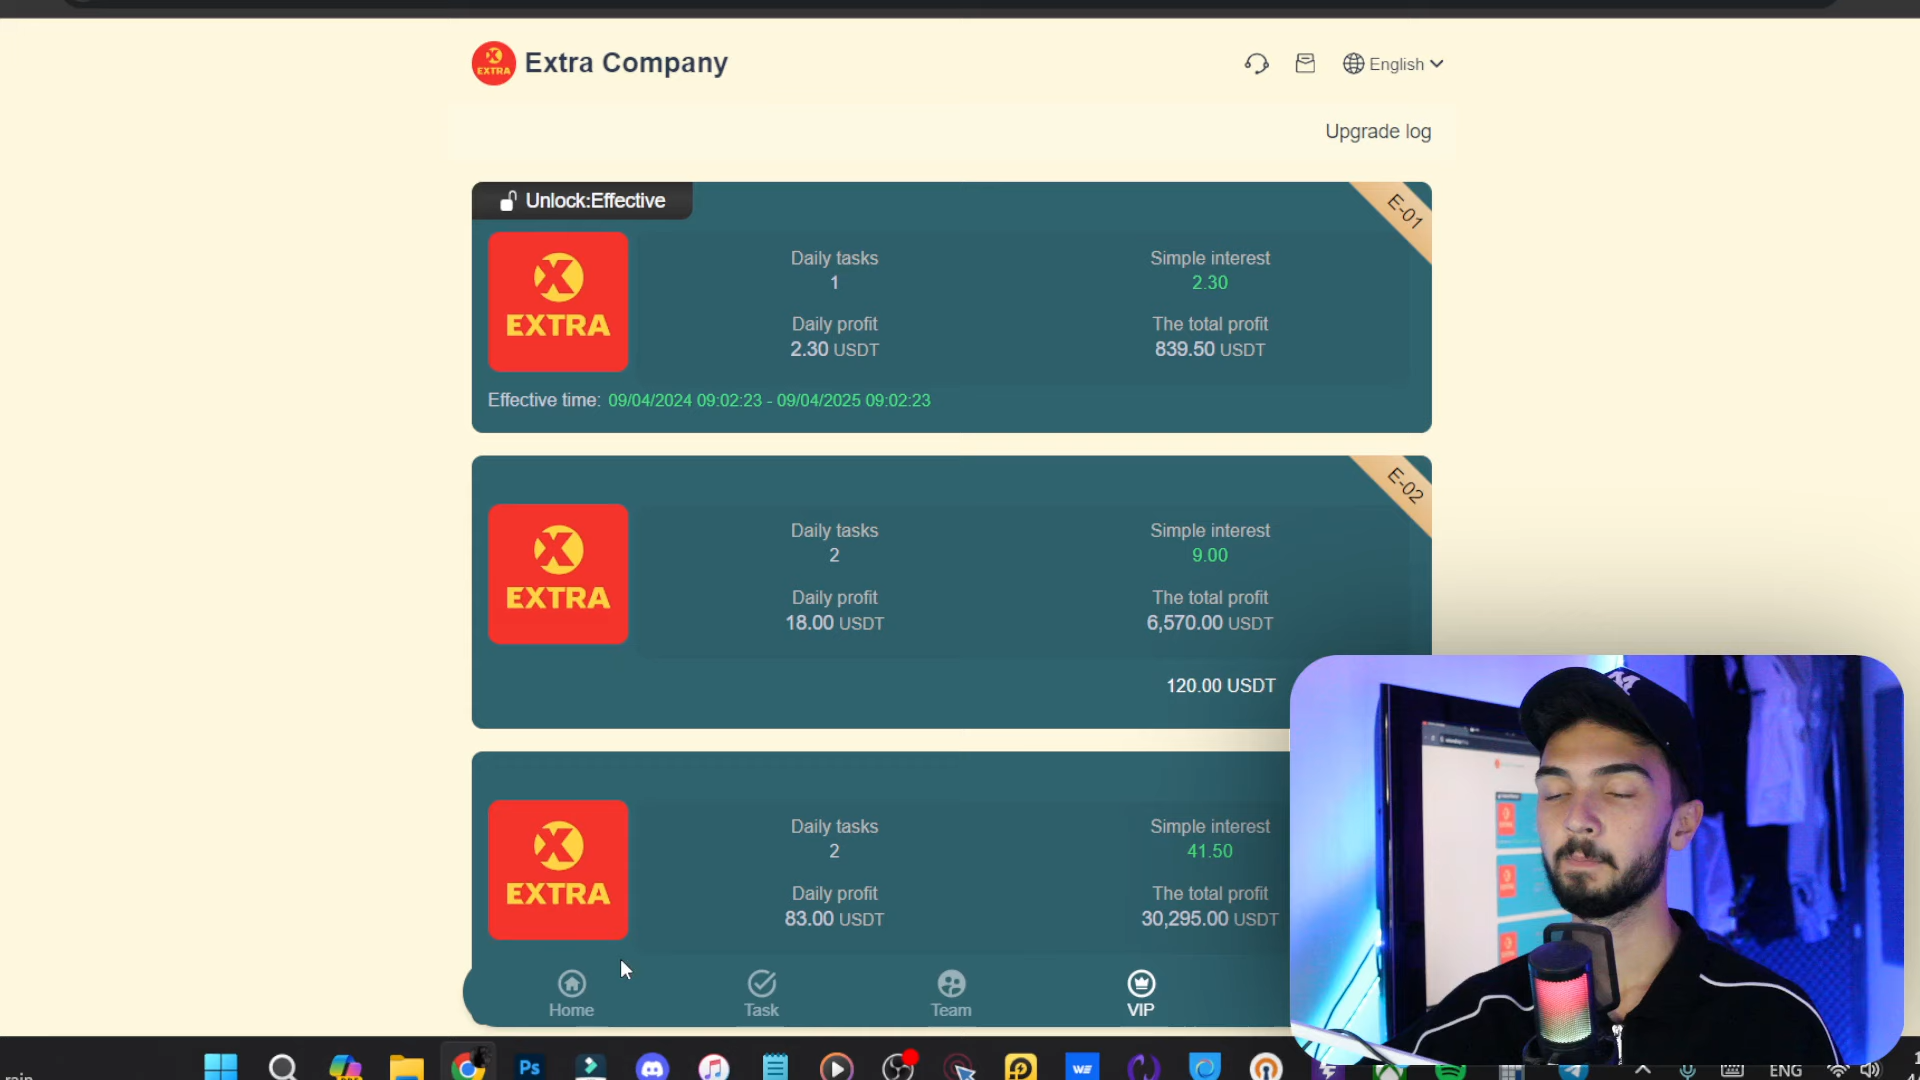 EXTRA
Extra Company
English
Upgrade log
Unlock:Effective
E-01
EXTRA
Daily tasks
1
Simple interest
2.30
Daily profit
2.30 USDT
The total profit
839.50 USDT
Effective time: 09/04/2024 09:02:23 - 09/04/2025 09:02:23
E-02
EXTRA
Daily tasks
2
Simple interest
9.00
Daily profit
18.00 USDT
The total profit
6,570.00 USDT
120.00 USDT
EXTRA
Daily tasks
2
Simple interest
41.50
Daily profit
83.00 USDT
The total profit
30,295.00 USDT
Home
Task
Team
VIP
Ps
WE
ENG